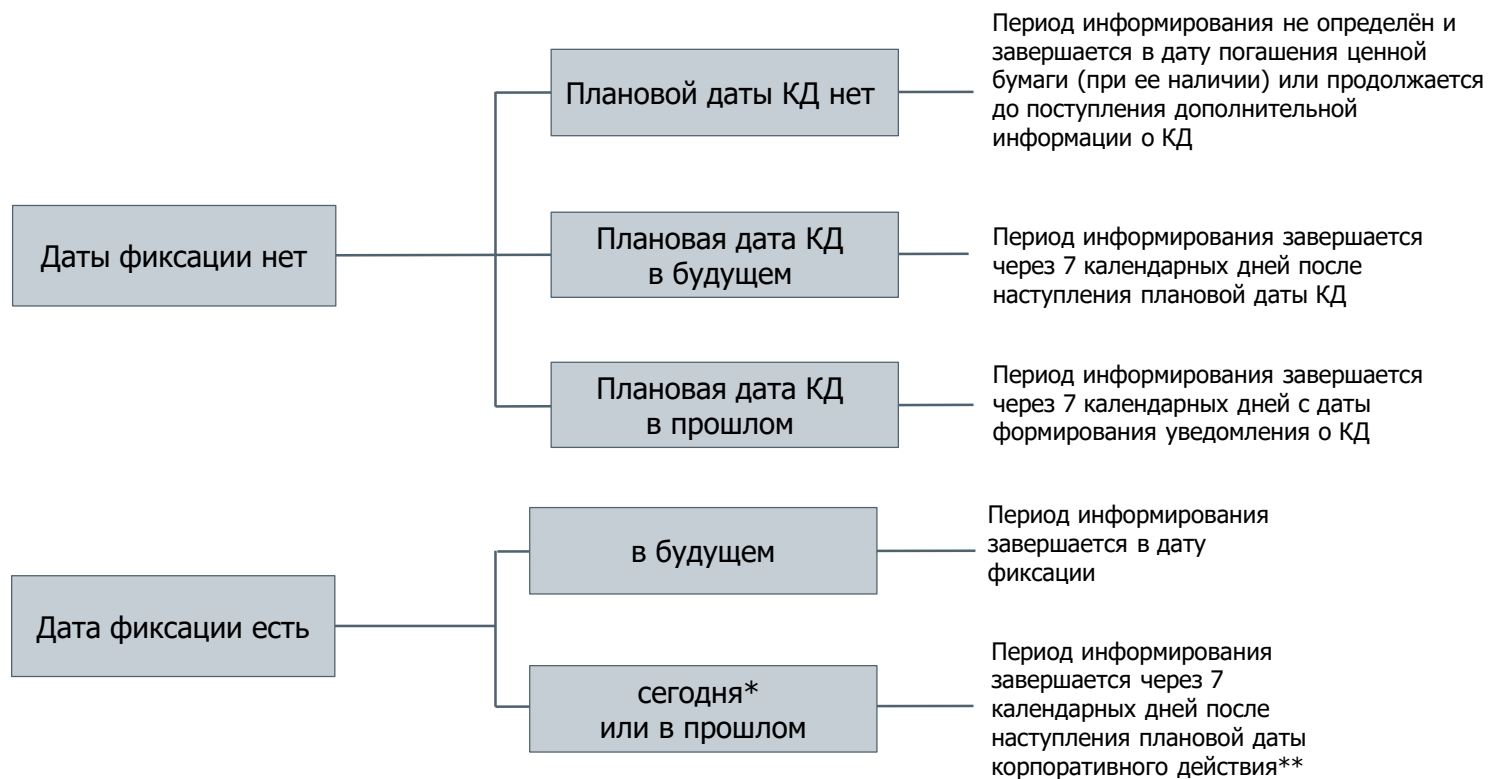 Период информирования не определён и
завершается в дату погашения ценной
бумаги (при ее наличии) или продолжается
до поступления дополнительной
информации о КД
Плановой даты КД нет
Даты фиксации нет
Плановая дата КД
в будущем
Период информирования завершается
через 7 календарных дней после
наступления плановой даты КД
Плановая дата КД
в прошлом
Период информирования завершается
через 7 календарных дней с даты
формирования уведомления о КД
Дата фиксации есть
в будущем
Период информирования
завершается в дату
фиксации
сегодня*
или в прошлом
Период информирования
завершается через 7
календарных дней после
наступления плановой даты
корпоративного действия**